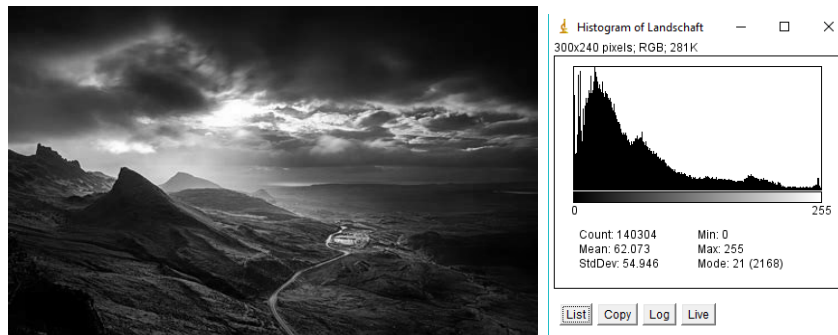 Histogram of Landschaft
300x240 pixels; RGB; 281K
0 255
Count: 140304 Min: 0
Mean: 62.073 Max: 255
StdDev: 54.946 Mode: 21 (2168)
List Copy Log Live